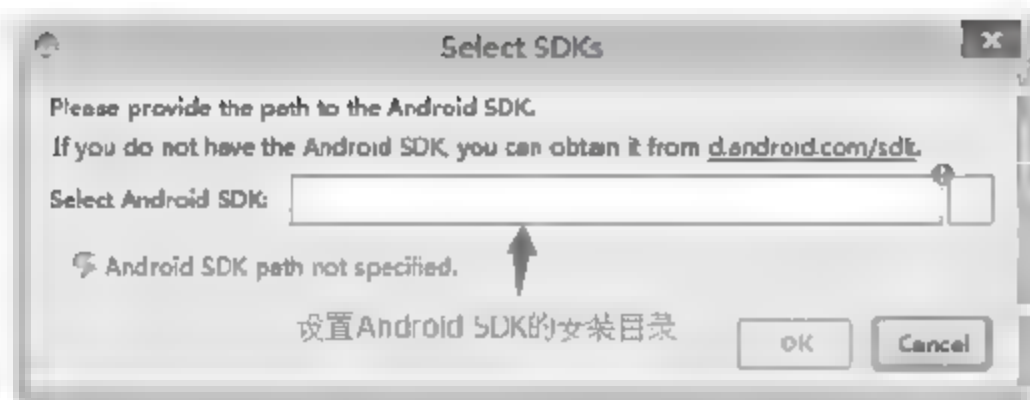 Select SDKs
Please provide the path to the Android SDK.
If you do not have the Android SDK, you can obtain it from d.android.com/sdk.
Select Android SDK:
Android SDK path not specified.
设置Android SDK的安装目录
OK
Cancel